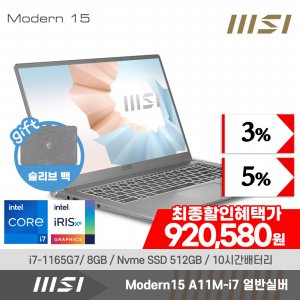 Modern 15
msi
gift
슬리브 백
3%
5%
intel
CORE
i7
intel
iRIS Xe
GRAPHICS
최종할인혜택가
920,580원
i7-1165G7/ 8GB / Nvme SSD 512GB / 10시간배터리
msi
Modern15 A11M-i7 얼반실버